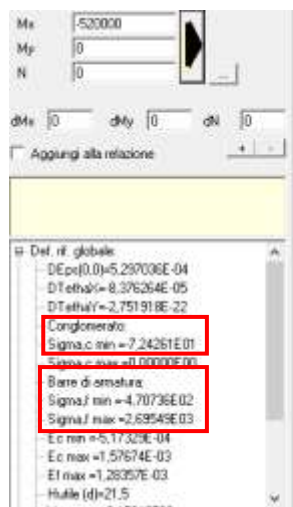 Mx -520000
My 0
N 0
...
dMx 0 dMy 0 dN 0
Aggiungi alla relazione + -
Def. rif. globale:
DEps(0,0)=5,297036E-04
DTethaX=-8,376264E-05
DTethaY=-2,751918E-22
Conglomerato:
Sigma,c min =-7,24261E01
Sigma,c max =0,00000E00
Barre di armatura:
Sigma,f min =-4,70736E02
Sigma,f max =2,69549E03
Ec min =-5,17329E-04
Ec max =1,57674E-03
Ef max =1,28357E-03
Hutile (d)=21,5